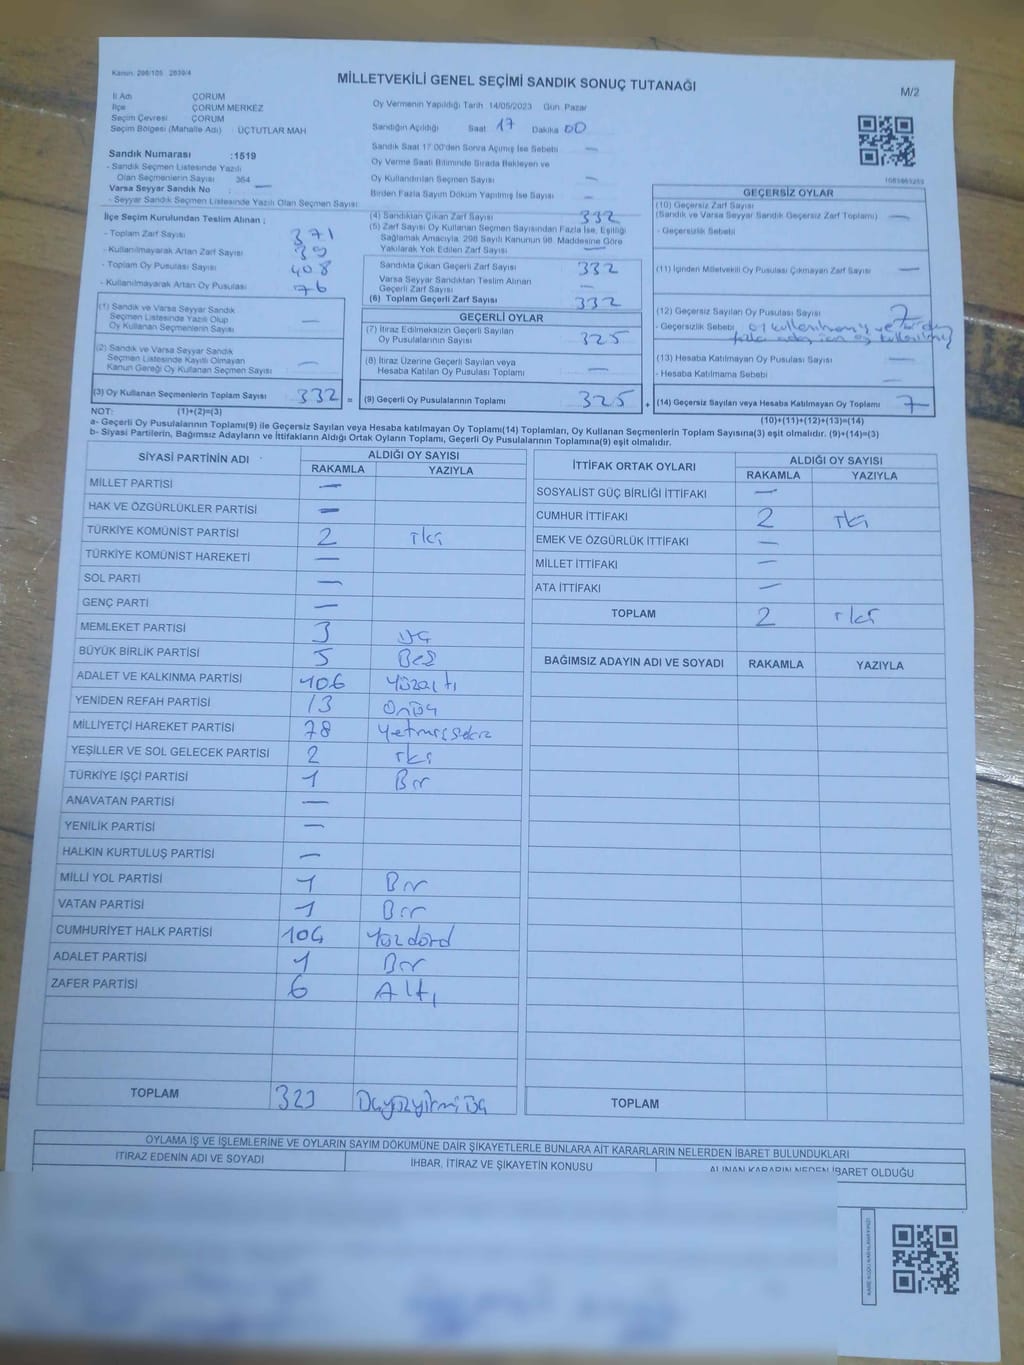 Kanun: 298/105 2839/4
MİLLETVEKİLİ GENEL SEÇİMİ SANDIK SONUÇ TUTANAĞI
M/2
İl Adı ÇORUM
İlçe ÇORUM MERKEZ
Seçim Çevresi ÇORUM
Seçim Bölgesi (Mahalle Adı) : ÜÇTUTLAR MAH
Oy Vermenin Yapıldığı Tarih 14/05/2023 Gün Pazar
Sandığın Açıldığı Saat 17 Dakika 00
Sandık Saat 17.00'den Sonra Açılmış İse Sebebi —
Oy Verme Saati Bitiminde Sırada Bekleyen ve
Oy Kullandırılan Seçmen Sayısı —
Birden Fazla Sayım Döküm Yapılmış İse Sayısı —
Sandık Numarası :1519
- Sandık Seçmen Listesinde Yazılı
Olan Seçmenlerin Sayısı 364
Varsa Seyyar Sandık No : —
- Seyyar Sandık Seçmen Listesinde Yazılı Olan Seçmen Sayısı:
İlçe Seçim Kurulundan Teslim Alınan ;
- Toplam Zarf Sayısı 371
- Kullanılmayarak Artan Zarf Sayısı 39
- Toplam Oy Pusulası Sayısı 408
- Kullanılmayarak Artan Oy Pusulası 76
(1) Sandık ve Varsa Seyyar Sandık
Seçmen Listesinde Yazılı Olup
Oy Kullanan Seçmenlerin Sayısı —
(2) Sandık ve Varsa Seyyar Sandık
Seçmen Listesinde Kayıtlı Olmayan
Kanun Gereği Oy Kullanan Seçmen Sayısı —
(3) Oy Kullanan Seçmenlerin Toplam Sayısı 332 =
(4) Sandıktan Çıkan Zarf Sayısı 332
(5) Zarf Sayısı Oy Kullanan Seçmen Sayısından Fazla İse, Eşitliği
Sağlamak Amacıyla, 298 Sayılı Kanunun 98. Maddesine Göre
Yakılarak Yok Edilen Zarf Sayısı —
Sandıkta Çıkan Geçerli Zarf Sayısı 332
Varsa Seyyar Sandıktan Teslim Alınan
Geçerli Zarf Sayısı —
(6) Toplam Geçerli Zarf Sayısı 332
GEÇERLİ OYLAR
(7) İtiraz Edilmeksizin Geçerli Sayılan
Oy Pusulalarının Sayısı 325
(8) İtiraz Üzerine Geçerli Sayılan veya
Hesaba Katılan Oy Pusulası Toplamı —
(9) Geçerli Oy Pusulalarının Toplamı 325 +
GEÇERSİZ OYLAR
(10) Geçersiz Zarf Sayısı
(Sandık ve Varsa Seyyar Sandık Geçersiz Zarf Toplamı) —
- Geçersizlik Sebebi
(11) İçinden Milletvekili Oy Pusulası Çıkmayan Zarf Sayısı —
(12) Geçersiz Sayılan Oy Pusulası Sayısı 7
- Geçersizlik Sebebi
(13) Hesaba Katılmayan Oy Pusulası Sayısı —
- Hesaba Katılmama Sebebi —
(14) Geçersiz Sayılan veya Hesaba Katılmayan Oy Toplamı 7
NOT: (1)+(2)=(3) (10)+(11)+(12)+(13)=(14)
a- Geçerli Oy Pusulalarının Toplamı(9) ile Geçersiz Sayılan veya Hesaba katılmayan Oy Toplamı(14) Toplamları, Oy Kullanan Seçmenlerin Toplam Sayısına(3) eşit olmalıdır. (9)+(14)=(3)
b- Siyasi Partilerin, Bağımsız Adayların ve İttifakların Aldığı Ortak Oyların Toplamı, Geçerli Oy Pusulalarının Toplamına(9) eşit olmalıdır.
SİYASİ PARTİNİN ADI ALDIĞI OY SAYISI
RAKAMLA YAZIYLA
MİLLET PARTİSİ —
HAK VE ÖZGÜRLÜKLER PARTİSİ —
TÜRKİYE KOMÜNİST PARTİSİ 2 iki
TÜRKİYE KOMÜNİST HAREKETİ —
SOL PARTİ —
GENÇ PARTİ —
MEMLEKET PARTİSİ 3 üç
BÜYÜK BİRLİK PARTİSİ 5 Beş
ADALET VE KALKINMA PARTİSİ 106 Yüzaltı
YENİDEN REFAH PARTİSİ 13 Onüç
MİLLİYETÇİ HAREKET PARTİSİ 78 Yetmişsekiz
YEŞİLLER VE SOL GELECEK PARTİSİ 2 iki
TÜRKİYE İŞÇİ PARTİSİ 1 Bir
ANAVATAN PARTİSİ —
YENİLİK PARTİSİ —
HALKIN KURTULUŞ PARTİSİ —
MİLLİ YOL PARTİSİ 1 Bir
VATAN PARTİSİ 1 Bir
CUMHURİYET HALK PARTİSİ 104 Yüzdörd
ADALET PARTİSİ 1 Bir
ZAFER PARTİSİ 6 Altı
TOPLAM 323 Üçyüzyirmiüç
İTTİFAK ORTAK OYLARI ALDIĞI OY SAYISI
RAKAMLA YAZIYLA
SOSYALİST GÜÇ BİRLİĞİ İTTİFAKI —
CUMHUR İTTİFAKI 2 iki
EMEK VE ÖZGÜRLÜK İTTİFAKI —
MİLLET İTTİFAKI —
ATA İTTİFAKI —
TOPLAM 2 iki
BAĞIMSIZ ADAYIN ADI VE SOYADI RAKAMLA YAZIYLA
TOPLAM
OYLAMA İŞ VE İŞLEMLERİNE VE OYLARIN SAYIM DÖKÜMÜNE DAİR ŞİKAYETLERLE BUNLARA AİT KARARLARIN NELERDEN İBARET BULUNDUKLARI
İTİRAZ EDENİN ADI VE SOYADI İHBAR, İTİRAZ VE ŞİKAYETİN KONUSU ALINAN KARARIN NEDEN İBARET OLDUĞU